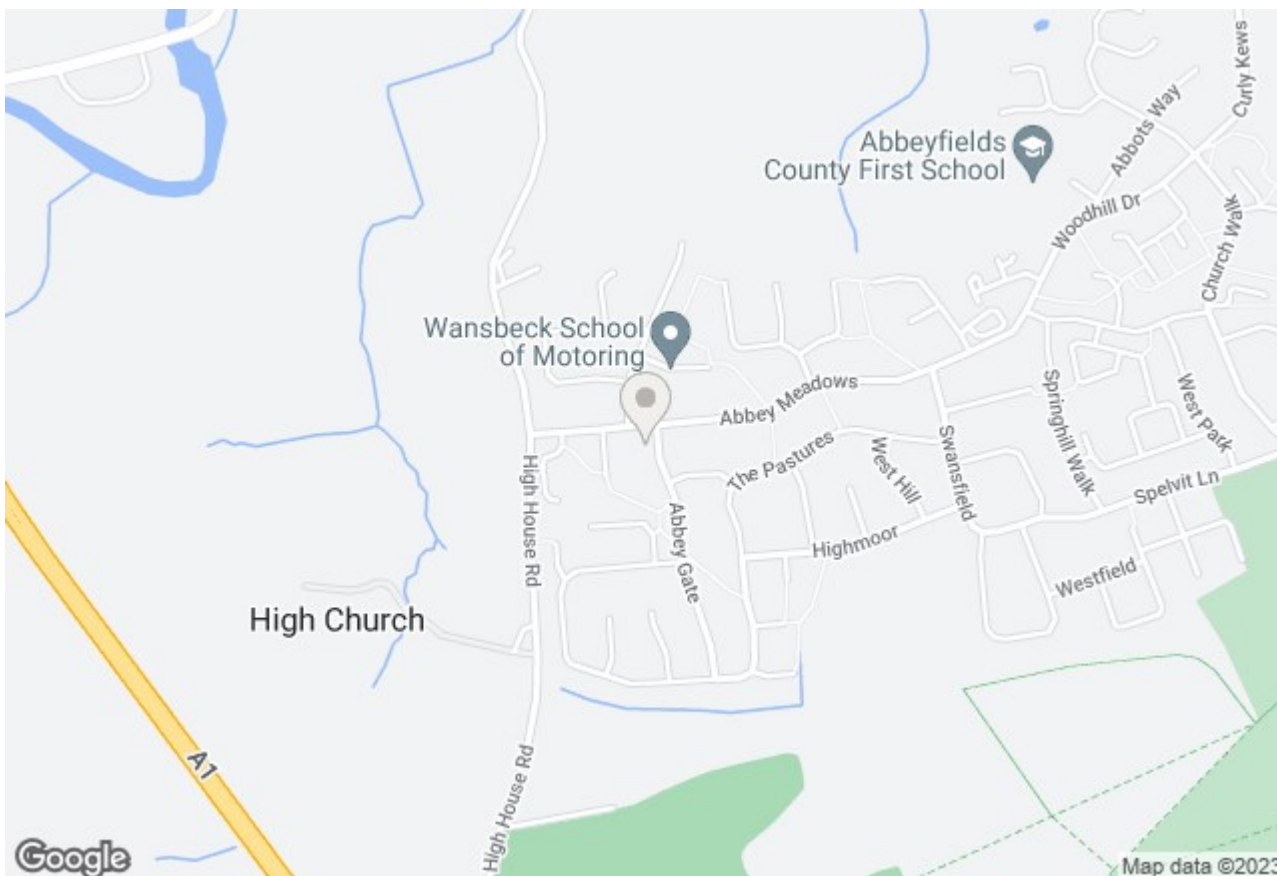 Curly Kews
Abbots Way
Abbeyfields
County First School
Woodhill Dr
Church Walk
Wansbeck School
of Motoring
Abbey Meadows
Springhill Walk
West Park
The Pastures
West Hill
Swansfield
Spelvit Ln
High House Rd
Abbey Gate
Highmoor
Westfield
High Church
A1
High House Rd
Google
Map data ©2023